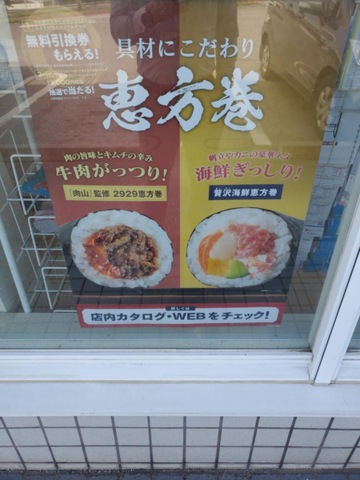 無料引換券
もらえる!
抽選で当たる!
具材にこだわり
恵方巻
肉の旨味とキムチの辛み
牛肉がっつり!
「肉山」監修 2929恵方巻
海鮮ぎっしり!
贅沢海鮮恵方巻
詳しくは
店内カタログ・WEBをチェック!